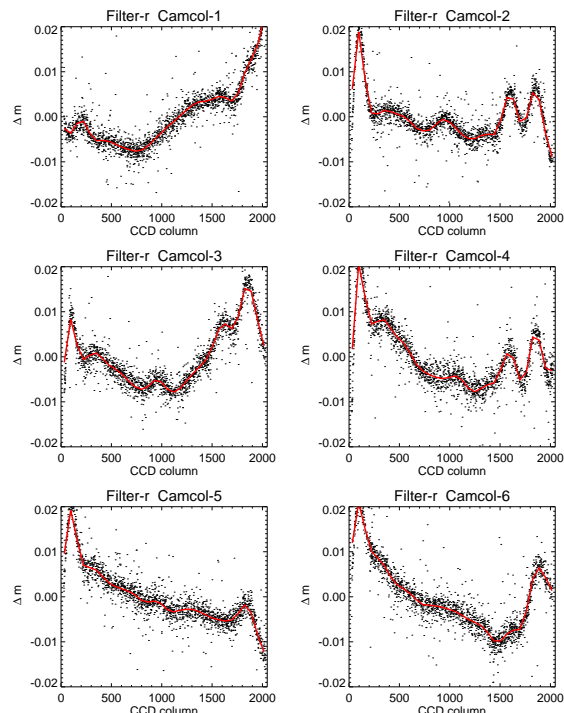 Filter-r Camcol-1
0.02
0.01
0.00
-0.01
-0.02
Δ m
0 500 1000 1500 2000
CCD column
Filter-r Camcol-2
0.02
0.01
0.00
-0.01
-0.02
Δ m
0 500 1000 1500 2000
CCD column
Filter-r Camcol-3
0.02
0.01
0.00
-0.01
-0.02
Δ m
0 500 1000 1500 2000
CCD column
Filter-r Camcol-4
0.02
0.01
0.00
-0.01
-0.02
Δ m
0 500 1000 1500 2000
CCD column
Filter-r Camcol-5
0.02
0.01
0.00
-0.01
-0.02
Δ m
0 500 1000 1500 2000
CCD column
Filter-r Camcol-6
0.02
0.01
0.00
-0.01
-0.02
Δ m
0 500 1000 1500 2000
CCD column